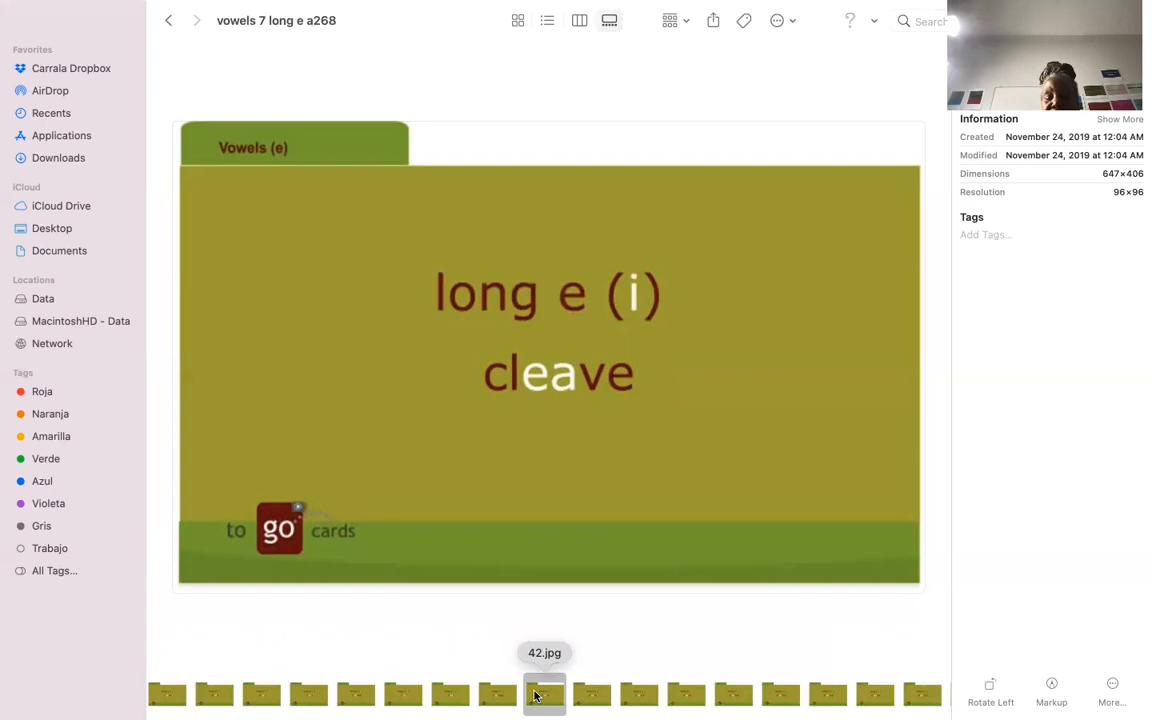 vowels 7 long e a268
Search
Favorites
Carrala Dropbox
AirDrop
Recents
Applications
Downloads
iCloud
iCloud Drive
Desktop
Documents
Locations
Data
MacintoshHD - Data
Network
Tags
Roja
Naranja
Amarilla
Verde
Azul
Violeta
Gris
Trabajo
All Tags...
Vowels (e)
long e (i)
cleave
to go cards
42.jpg
Information Show More
Created November 24, 2019 at 12:04 AM
Modified November 24, 2019 at 12:04 AM
Dimensions 647×406
Resolution 96×96
Tags
Add Tags...
Rotate Left Markup More...